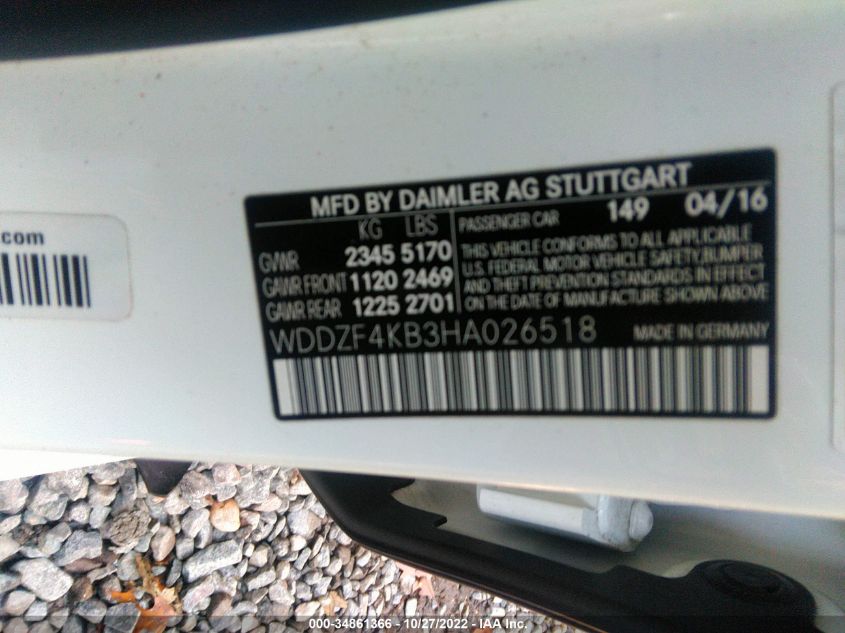 MFD BY DAIMLER AG STUTTGART
KG LBS PASSENGER CAR 149 04/16
GVWR 2345 5170
GAWR FRONT 1120 2469
GAWR REAR 1225 2701
THIS VEHICLE CONFORMS TO ALL APPLICABLE
U.S. FEDERAL MOTOR VEHICLE SAFETY, BUMPER
AND THEFT PREVENTION STANDARDS IN EFFECT
ON THE DATE OF MANUFACTURE SHOWN ABOVE
WDDZF4KB3HA026518 MADE IN GERMANY
.com
000-34861366 - 10/27/2022 - IAA Inc.